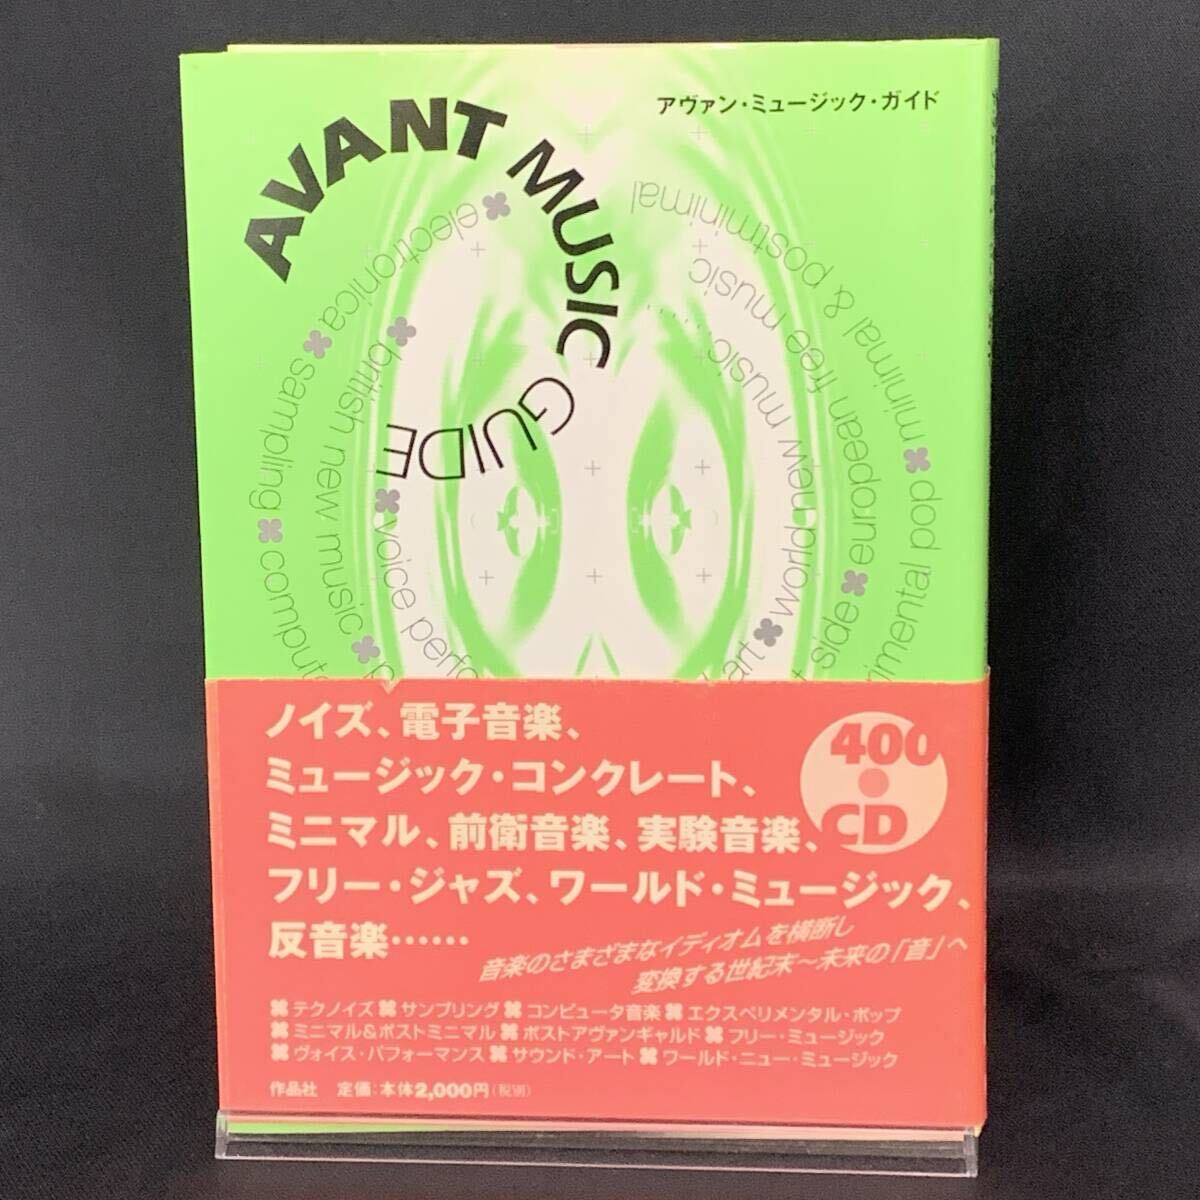 アヴァン・ミュージック・ガイド
AVANT MUSIC GUIDE
electronica
sampling
british new music
voice
minimal & postminimal
european free music
world new music
side
art
pop
ノイズ、電子音楽、
ミュージック・コンクレート、
ミニマル、前衛音楽、実験音楽、
フリー・ジャズ、ワールド・ミュージック、
反音楽……
400
CD
音楽のさまざまなイディオムを横断し
変換する世紀末〜未来の「音」へ
✖テクノイズ✖サンプリング✖コンピュータ音楽✖エクスペリメンタル・ポップ
✖ミニマル&ポストミニマル✖ポストアヴァンギャルド✖フリー・ミュージック
✖ヴォイス・パフォーマンス✖サウンド・アート✖ワールド・ニュー・ミュージック
作品社 定価:本体2,000円(税別)